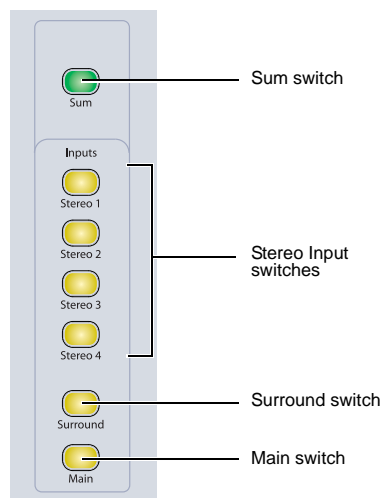 Sum switch
Sum
Inputs
Stereo 1
Stereo 2
Stereo Input
switches
Stereo 3
Stereo 4
Surround switch
Surround
Main switch
Main